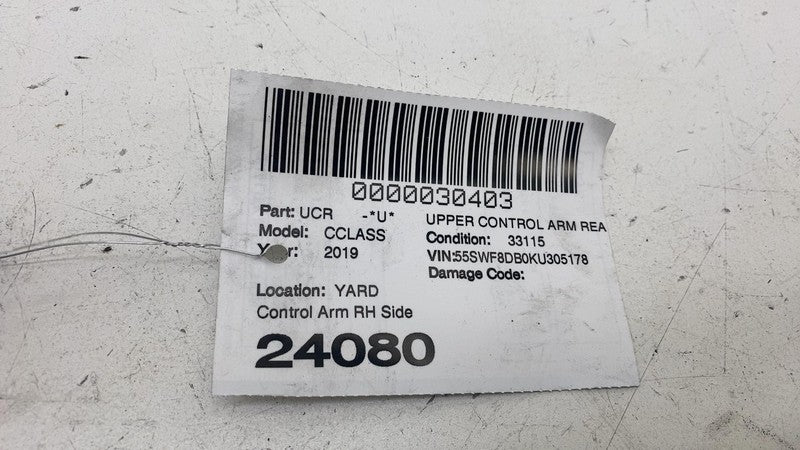 0000030403
Part: UCR -*U* UPPER CONTROL ARM REA
Model: CCLASS Condition: 33115
2019 VIN:55SWF8DB0KU305178
Damage Code:
Location: YARD
Control Arm RH Side
24080